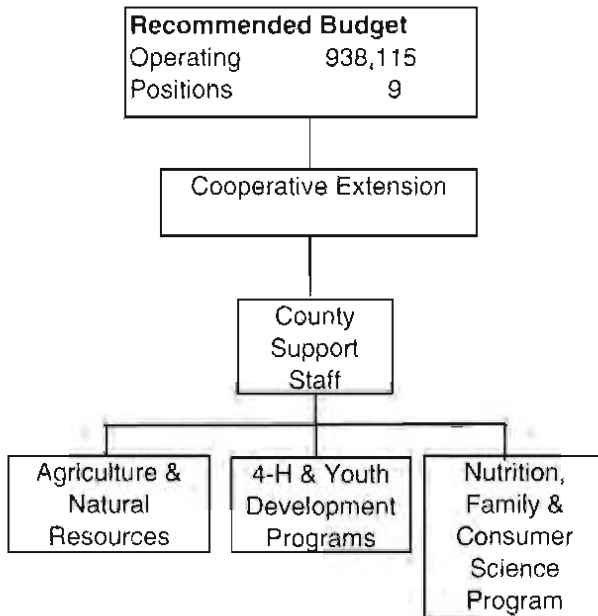 Recommended Budget
Operating 938,115
Positions 9
Cooperative Extension
County
Support
Staff
Agriculture &
Natural
Resources
4-H & Youth
Development
Programs
Nutrition,
Family &
Consumer
Science
Program